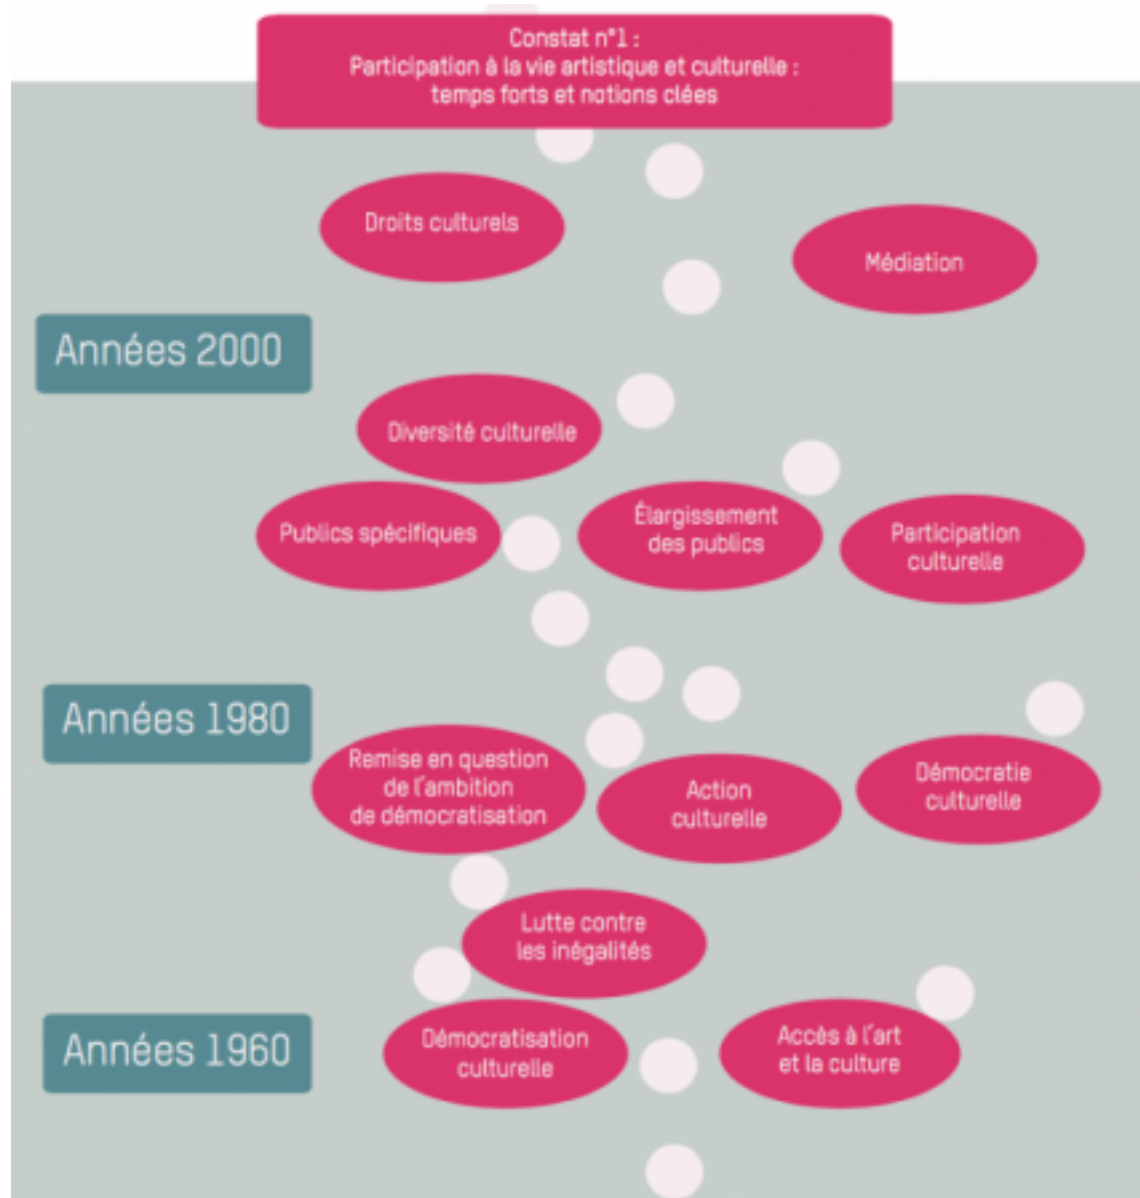 Constat n°1 :
Participation à la vie artistique et culturelle :
temps forts et notions clées
Droits culturels
Médiation
Années 2000
Diversité culturelle
Publics spécifiques
Élargissement
des publics
Participation
culturelle
Années 1980
Remise en question
de l'ambition
de démocratisation
Action
culturelle
Démocratie
culturelle
Lutte contre
les inégalités
Années 1960
Démocratisation
culturelle
Accès à l'art
et la culture